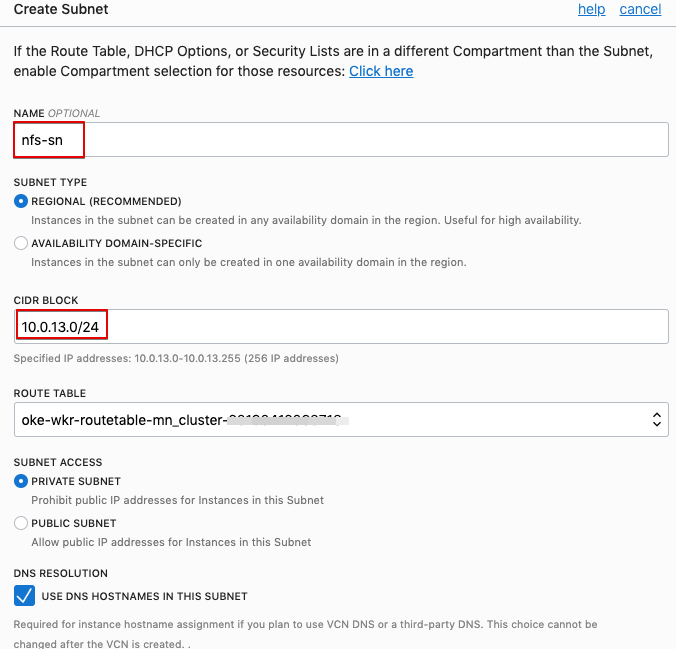 Create Subnet help cancel
If the Route Table, DHCP Options, or Security Lists are in a different Compartment than the Subnet,
enable Compartment selection for those resources: Click here
NAME OPTIONAL
nfs-sn
SUBNET TYPE
REGIONAL (RECOMMENDED)
Instances in the subnet can be created in any availability domain in the region. Useful for high availability.
AVAILABILITY DOMAIN-SPECIFIC
Instances in the subnet can only be created in one availability domain in the region.
CIDR BLOCK
10.0.13.0/24
Specified IP addresses: 10.0.13.0-10.0.13.255 (256 IP addresses)
ROUTE TABLE
oke-wkr-routetable-mn_cluster-
SUBNET ACCESS
PRIVATE SUBNET
Prohibit public IP addresses for Instances in this Subnet
PUBLIC SUBNET
Allow public IP addresses for Instances in this Subnet
DNS RESOLUTION
USE DNS HOSTNAMES IN THIS SUBNET
Required for instance hostname assignment if you plan to use VCN DNS or a third-party DNS. This choice cannot be
changed after the VCN is created. .